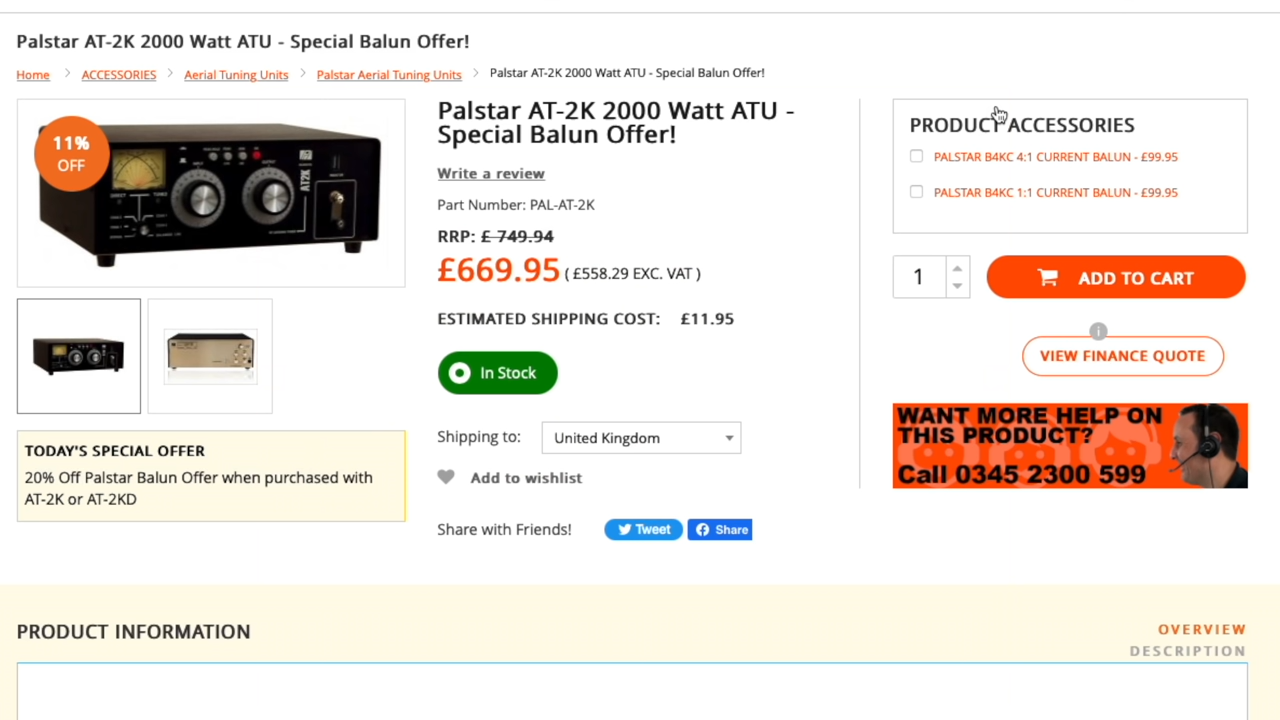 Palstar AT-2K 2000 Watt ATU - Special Balun Offer!
Home > ACCESSORIES > Aerial Tuning Units > Palstar Aerial Tuning Units > Palstar AT-2K 2000 Watt ATU - Special Balun Offer!
11%
OFF
AT2K
TODAY'S SPECIAL OFFER
20% Off Palstar Balun Offer when purchased with
AT-2K or AT-2KD
Palstar AT-2K 2000 Watt ATU -
Special Balun Offer!
Write a review
Part Number: PAL-AT-2K
RRP: £ 749.94
£669.95 ( £558.29 EXC. VAT )
ESTIMATED SHIPPING COST: £11.95
In Stock
Shipping to: United Kingdom
Add to wishlist
Share with Friends! Tweet Share
PRODUCT ACCESSORIES
PALSTAR B4KC 4:1 CURRENT BALUN - £99.95
PALSTAR B4KC 1:1 CURRENT BALUN - £99.95
1 ADD TO CART
VIEW FINANCE QUOTE
WANT MORE HELP ON
THIS PRODUCT?
Call 0345 2300 599
PRODUCT INFORMATION
OVERVIEW
DESCRIPTION